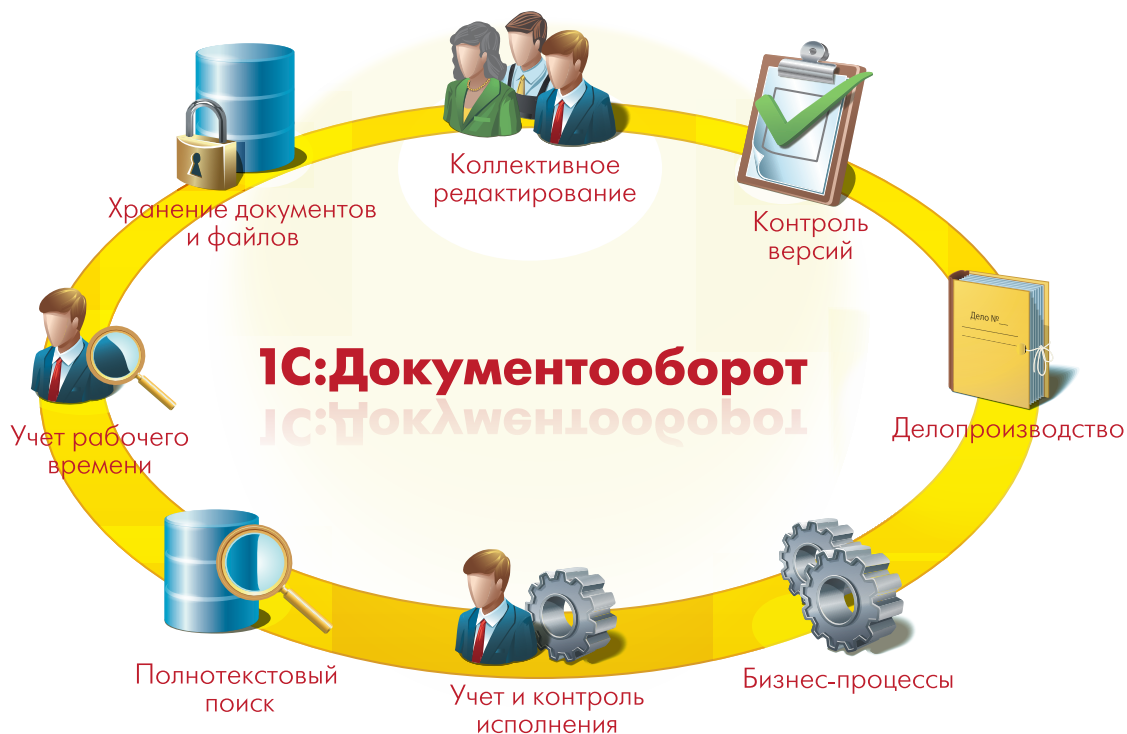 Коллективное
редактирование
Хранение документов
и файлов
Контроль
версий
Дело №__
1С:Документооборот
Учет рабочего
времени
Делопроизводство
Полнотекстовый
поиск
Учет и контроль
исполнения
Бизнес-процессы